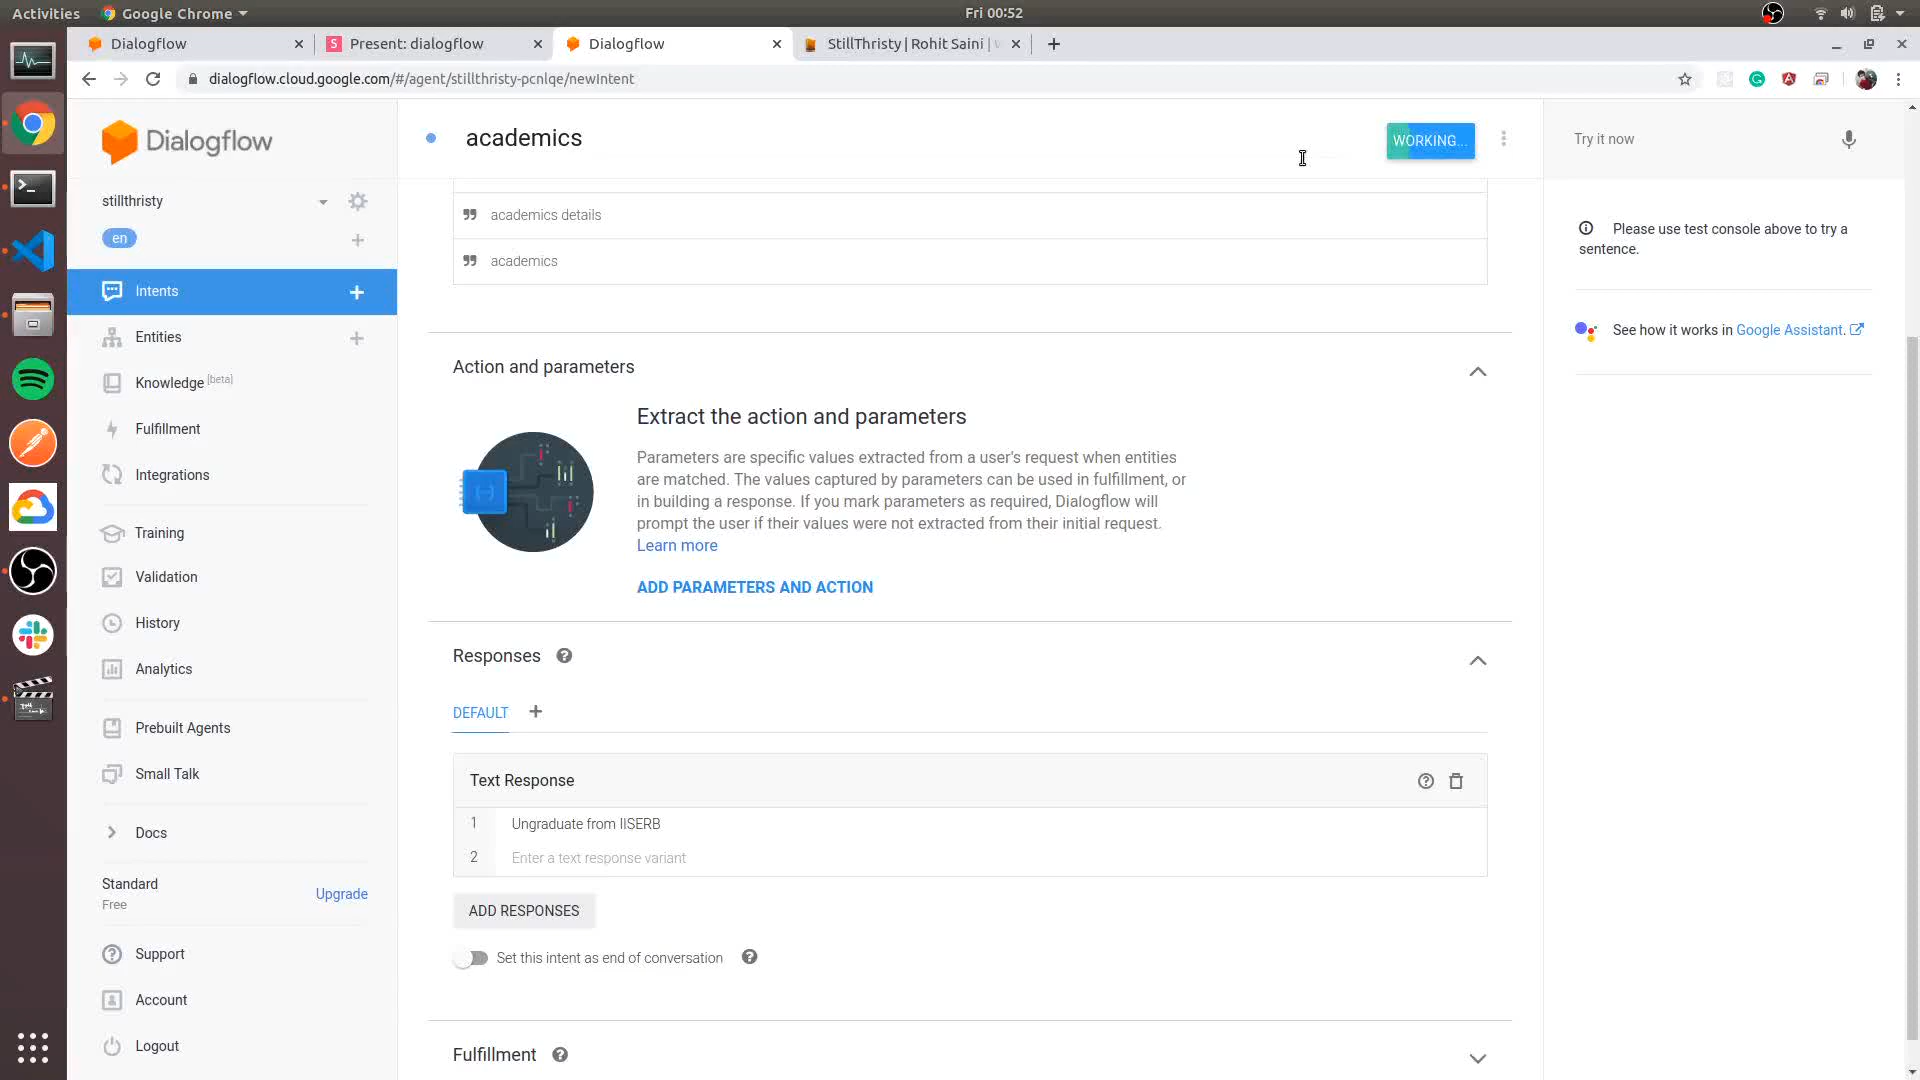 Activities
Google Chrome
Fri 00:52
Dialogflow
Present: dialogflow
Dialogflow
StillThristy | Rohit Saini |
dialogflow.cloud.google.com/#/agent/stillthristy-pcnlqe/newIntent
Dialogflow
academics
WORKING...
Try it now
stillthristy
en
academics details
academics
Please use test console above to try a
sentence.
Intents
Entities
Knowledge [beta]
Fulfillment
Integrations
See how it works in Google Assistant.
Action and parameters
Extract the action and parameters
Parameters are specific values extracted from a user's request when entities
are matched. The values captured by parameters can be used in fulfillment, or
in building a response. If you mark parameters as required, Dialogflow will
prompt the user if their values were not extracted from their initial request.
Learn more
ADD PARAMETERS AND ACTION
Training
Validation
History
Analytics
Prebuilt Agents
Small Talk
Docs
Responses
DEFAULT
Text Response
1 Ungraduate from IISERB
2 Enter a text response variant
ADD RESPONSES
Set this intent as end of conversation
Standard
Free
Upgrade
Support
Account
Logout
Fulfillment